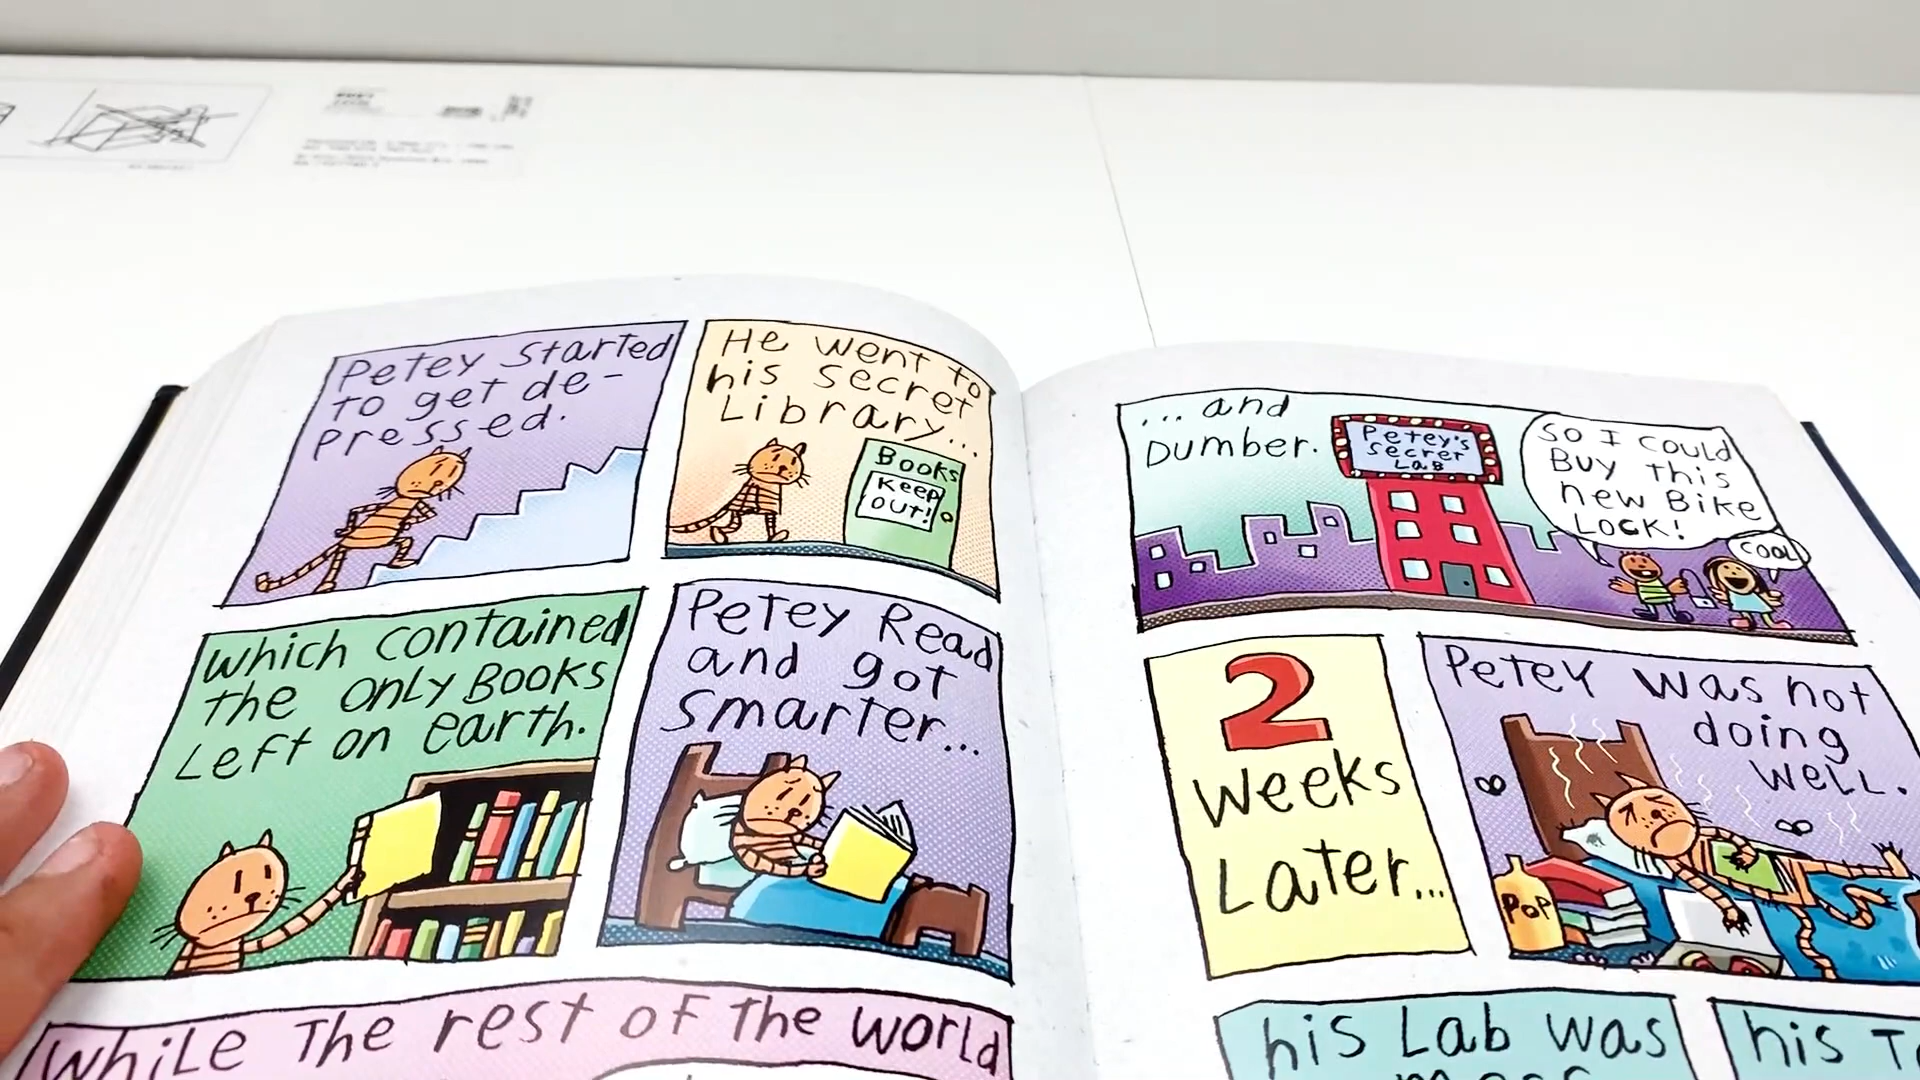 Petey started
to get de-
pressed.
He went to
his secret
Library...
Books
Keep
out!
which contained
the only Books
Left on earth.
Petey Read
and got
smarter...
while the rest of the world
... and
Dumber.
Petey's
Secret
Lab
So I could
Buy this
new Bike
Lock!
cool
2
weeks
Later...
Petey was not
doing
well.
POP
his Lab was
his